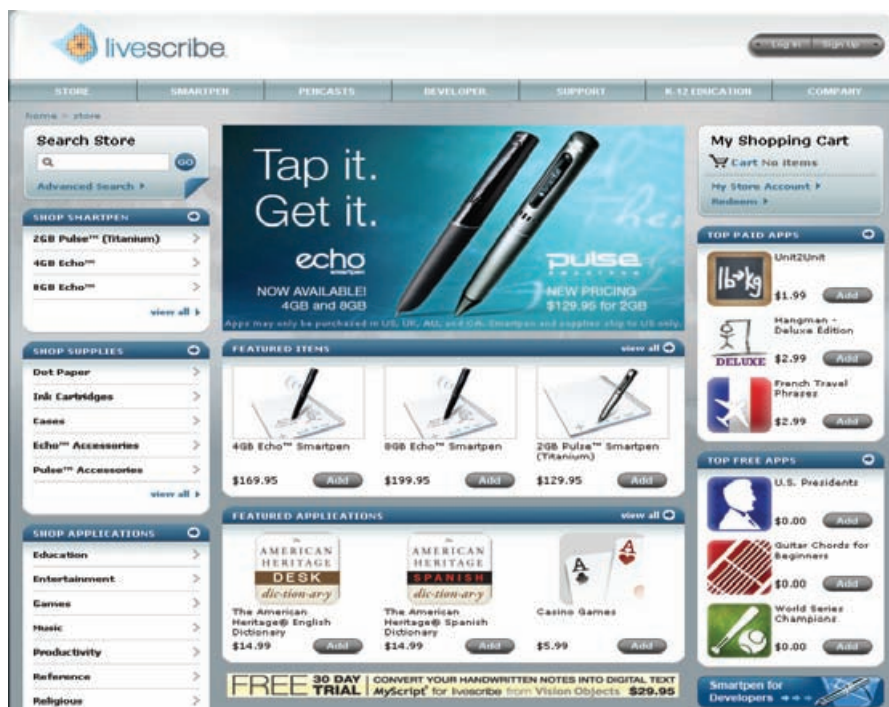 livescribe
Log In Sign Up
STORE SMARTPEN PENCASTS DEVELOPER SUPPORT K-12 EDUCATION COMPANY
home > store
Search Store
GO
Advanced Search
SHOP SMARTPEN
2GB Pulse™ (Titanium)
4GB Echo™
8GB Echo™
view all
SHOP SUPPLIES
Dot Paper
Ink Cartridges
Cases
Echo™ Accessories
Pulse™ Accessories
view all
SHOP APPLICATIONS
Education
Entertainment
Games
Music
Productivity
Reference
Religious
Tap it.
Get it.
echo
smartpen
NOW AVAILABLE!
4GB and 8GB
pulse
smartpen
NEW PRICING
$129.95 for 2GB
Apps may only be purchased in US, UK, AU, and CA. Smartpen and supplies ship to US only.
FEATURED ITEMS view all
4GB Echo™ Smartpen
$169.95 Add
8GB Echo™ Smartpen
$199.95 Add
2GB Pulse™ Smartpen
(Titanium)
$129.95 Add
FEATURED APPLICATIONS view all
The
AMERICAN
HERITAGE
DESK
dic·tion·ar·y
The American
Heritage® English
Dictionary
$14.99 Add
The
AMERICAN
HERITAGE
SPANISH
dic·tion·ar·y
The American
Heritage® Spanish
Dictionary
$14.99 Add
A
A
Casino Games
$5.99 Add
FREE 30 DAY
TRIAL
CONVERT YOUR HANDWRITTEN NOTES INTO DIGITAL TEXT
MyScript® for livescribe from Vision Objects $29.95
My Shopping Cart
Cart No items
My Store Account
Redeem
TOP PAID APPS
lb→kg
Unit2Unit
$1.99 Add
DELUXE
Hangman -
Deluxe Edition
$2.99 Add
French Travel
Phrases
$2.99 Add
TOP FREE APPS
U.S. Presidents
$0.00 Add
Guitar Chords for
Beginners
$0.00 Add
World Series
Champions
$0.00 Add
Smartpen for
Developers